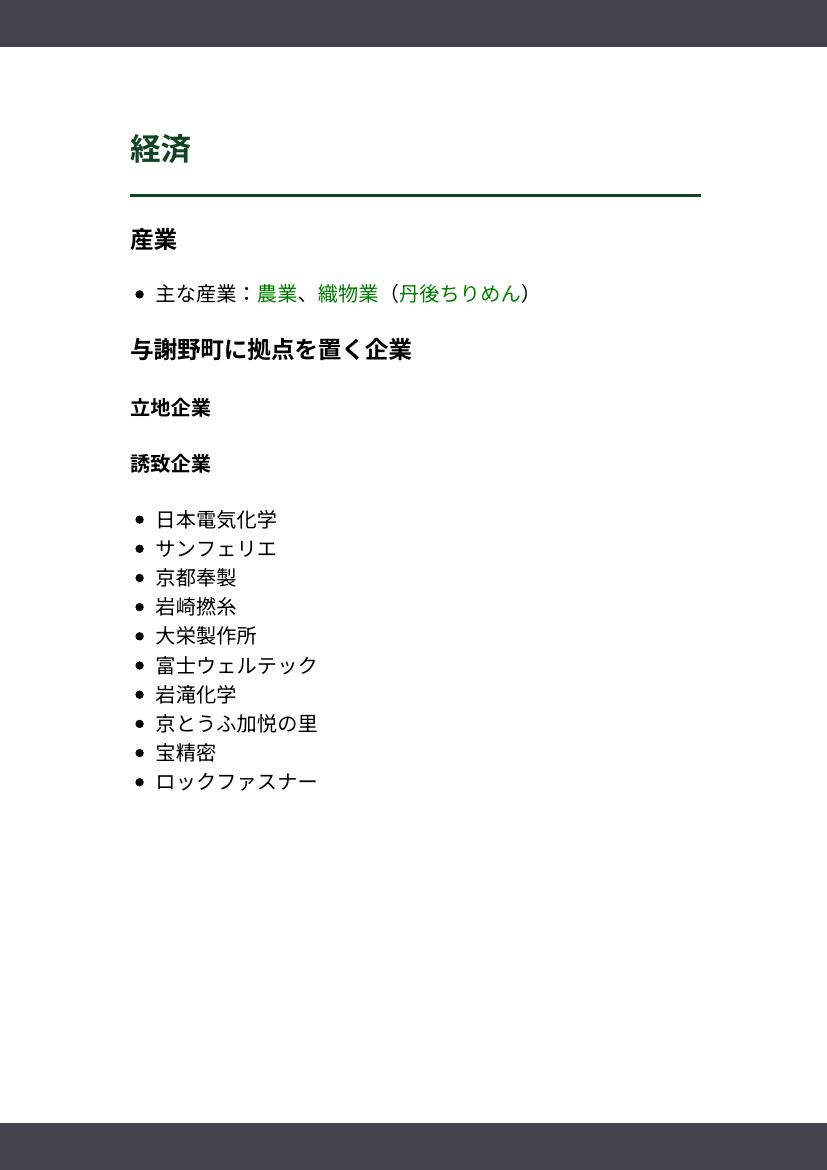 経済
産業
主な産業：農業、織物業（丹後ちりめん）
与謝野町に拠点を置く企業
立地企業
誘致企業
日本電気化学
サンフェリエ
京都奉製
岩崎撚糸
大栄製作所
富士ウェルテック
岩滝化学
京とうふ加悦の里
宝精密
ロックファスナー